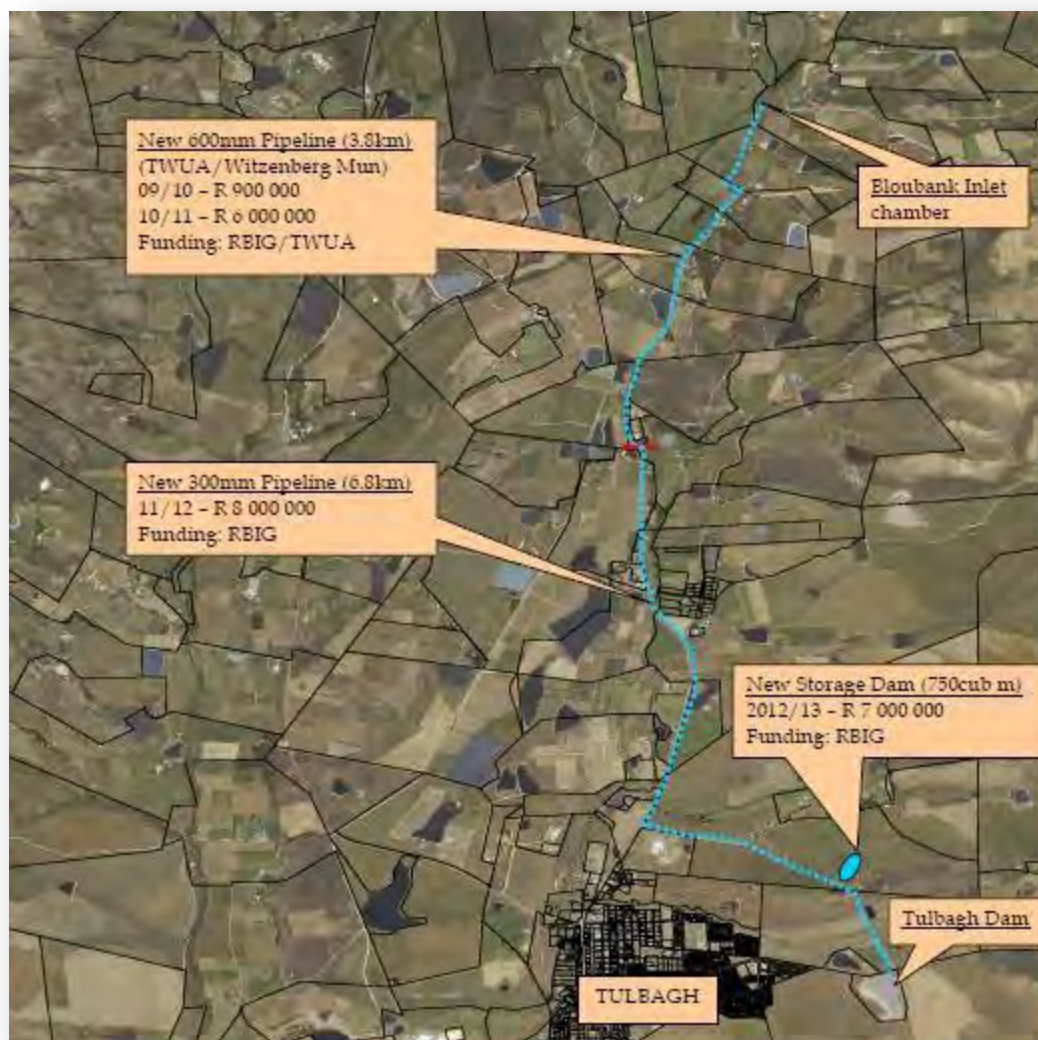 New 600mm Pipeline (3.8km)
(TWUA/Witzenberg Mun)
09/10 – R 900 000
10/11 – R 6 000 000
Funding: RBIG/TWUA
Bloubank Inlet
chamber
New 300mm Pipeline (6.8km)
11/12 – R 8 000 000
Funding: RBIG
New Storage Dam (750cub m)
2012/13 – R 7 000 000
Funding: RBIG
Tulbagh Dam
TULBAGH